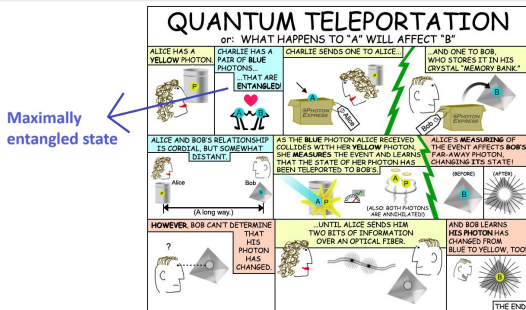 QUANTUM TELEPORTATION
or: WHAT HAPPENS TO "A" WILL AFFECT "B"
ALICE HAS A
YELLOW PHOTON.
P
CHARLIE HAS A
PAIR OF BLUE
PHOTONS...
...THAT ARE
ENTANGLED!
A B
Maximally
entangled state
CHARLIE SENDS ONE TO ALICE...
P
A
PHOTON
EXPRESS
Alice
...AND ONE TO BOB,
WHO STORES IT IN HIS
CRYSTAL "MEMORY BANK."
B
PHOTON
EXPRESS
Bob
ALICE AND BOB'S RELATIONSHIP
IS CORDIAL, BUT SOMEWHAT
DISTANT.
Alice
Bob
P
A
B
(A long way.)
AS THE BLUE PHOTON ALICE RECEIVED
COLLIDES WITH HER YELLOW PHOTON,
SHE MEASURES THE EVENT AND LEARNS
THAT THE STATE OF HER PHOTON HAS
BEEN TELEPORTED TO BOB'S.
A P
A P
(ALSO: BOTH PHOTONS
ARE ANNIHILATED!)
ALICE'S MEASURING OF
THE EVENT AFFECTS BOB'S
FAR-AWAY PHOTON,
CHANGING ITS STATE!
(BEFORE)
(AFTER)
B
HOWEVER, BOB CAN'T DETERMINE
THAT
HIS
PHOTON
HAS
CHANGED.
?
...UNTIL ALICE SENDS HIM
TWO BITS OF INFORMATION
OVER AN OPTICAL FIBER.
AND BOB LEARNS
HIS PHOTON HAS
CHANGED FROM
BLUE TO YELLOW, TOO!
B
THE END